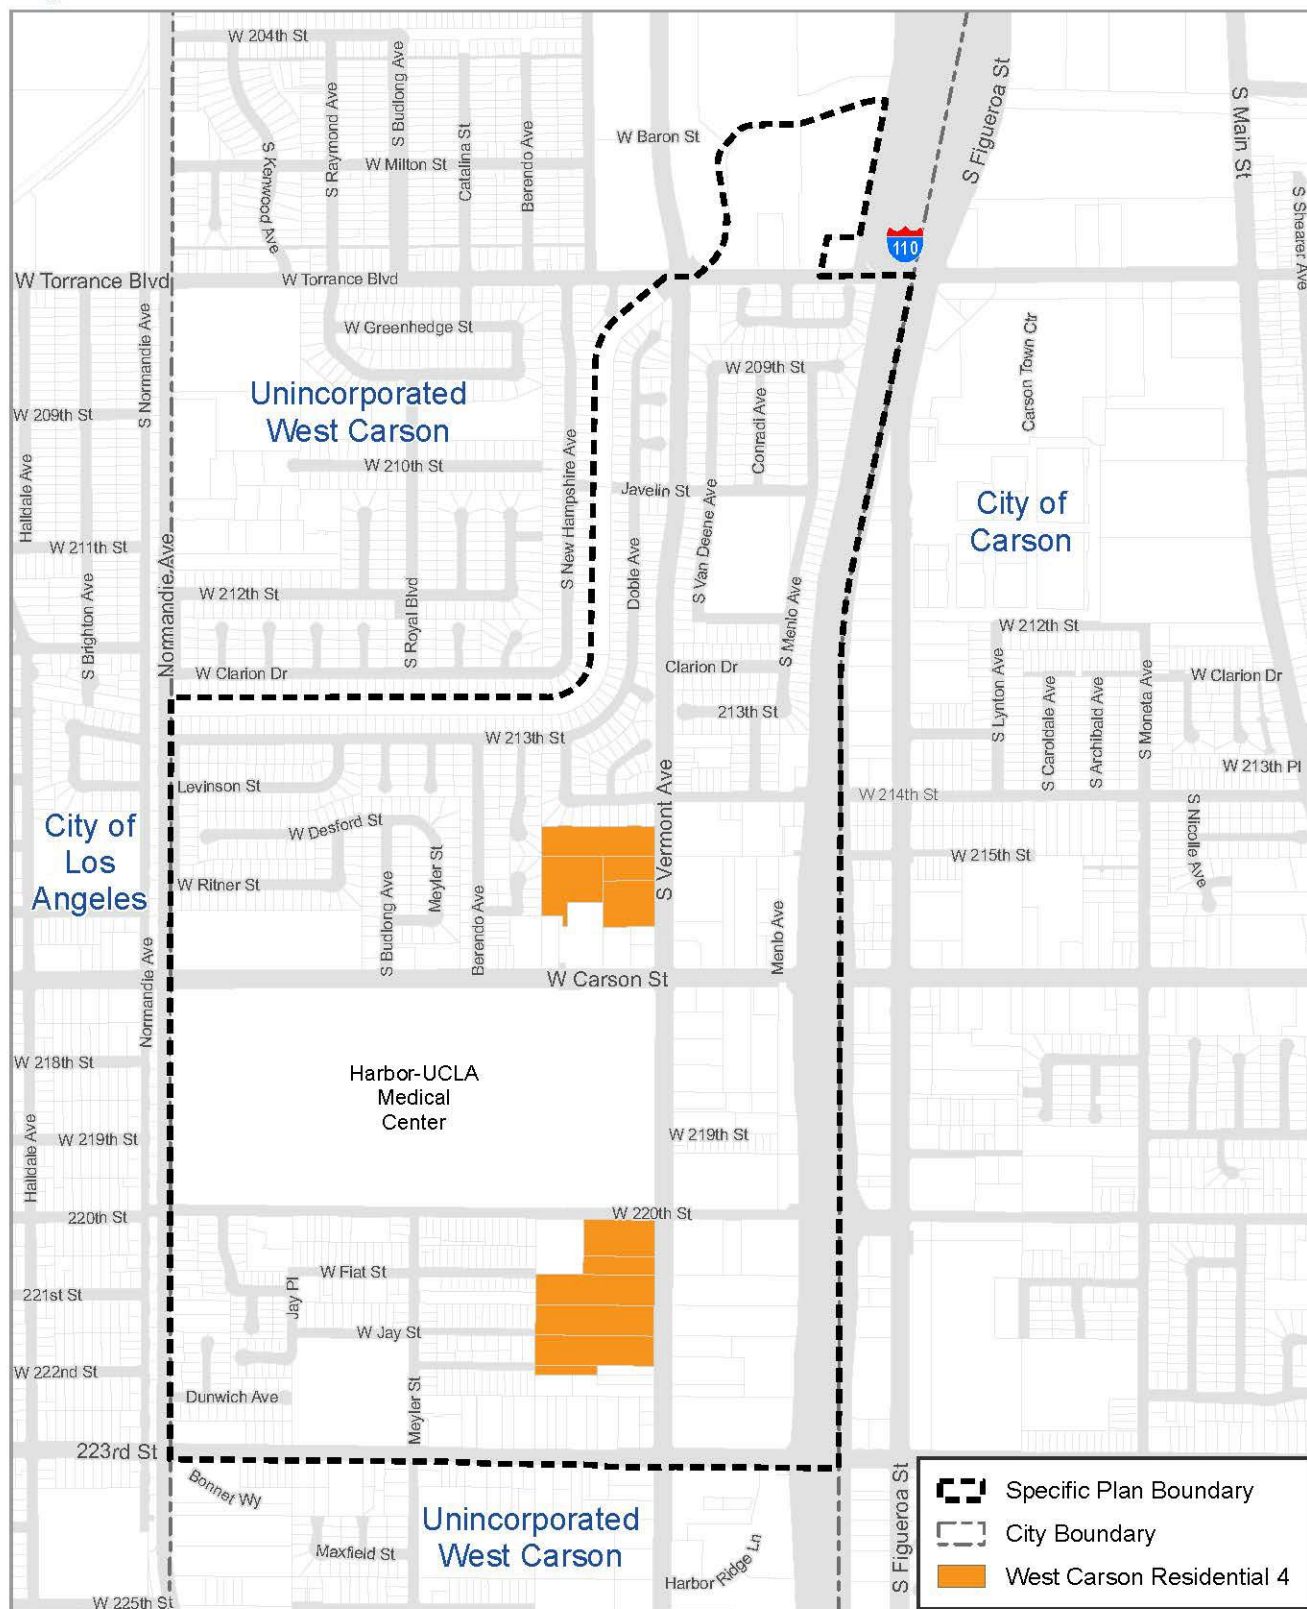 W 204th St
S Kenwood Ave
S Raymond Ave
S Budlong Ave
Catalina St
Berendo Ave
W Milton St
W Baron St
S Figueroa St
S Main St
S Shearer Ave
110
W Torrance Blvd
W Torrance Blvd
W Greenhedge St
S Normandie Ave
W 209th St
Carson Town Ctr
Unincorporated
West Carson
W 209th St
Conradi Ave
Halldale Ave
W 210th St
S New Hampshire Ave
Javelin St
S Van Deene Ave
City of
Carson
W 211th St
Normandie Ave
W 212th St
S Royal Blvd
Doble Ave
S Menlo Ave
S Brighton Ave
W 212th St
W Clarion Dr
Clarion Dr
S Lynton Ave
S Caroldale Ave
S Archibald Ave
S Moneta Ave
W Clarion Dr
213th St
W 213th St
W 213th Pl
Levinson St
S Vermont Ave
W 214th St
S Nicolle Ave
City of
Los
Angeles
W Desford St
W 215th St
W Ritner St
S Budlong Ave
Meyler St
Berendo Ave
Menlo Ave
Normandie Ave
W Carson St
W 218th St
Harbor-UCLA
Medical
Center
W 219th St
W 219th St
Halldale Ave
220th St
W 220th St
W Fiat St
Jay Pl
221st St
W Jay St
W 222nd St
Dunwich Ave
Meyler St
223rd St
Bonnet Wy
Unincorporated
West Carson
Maxfield St
Harbor Ridge Ln
S Figueroa St
W 225th St
Specific Plan Boundary
City Boundary
West Carson Residential 4